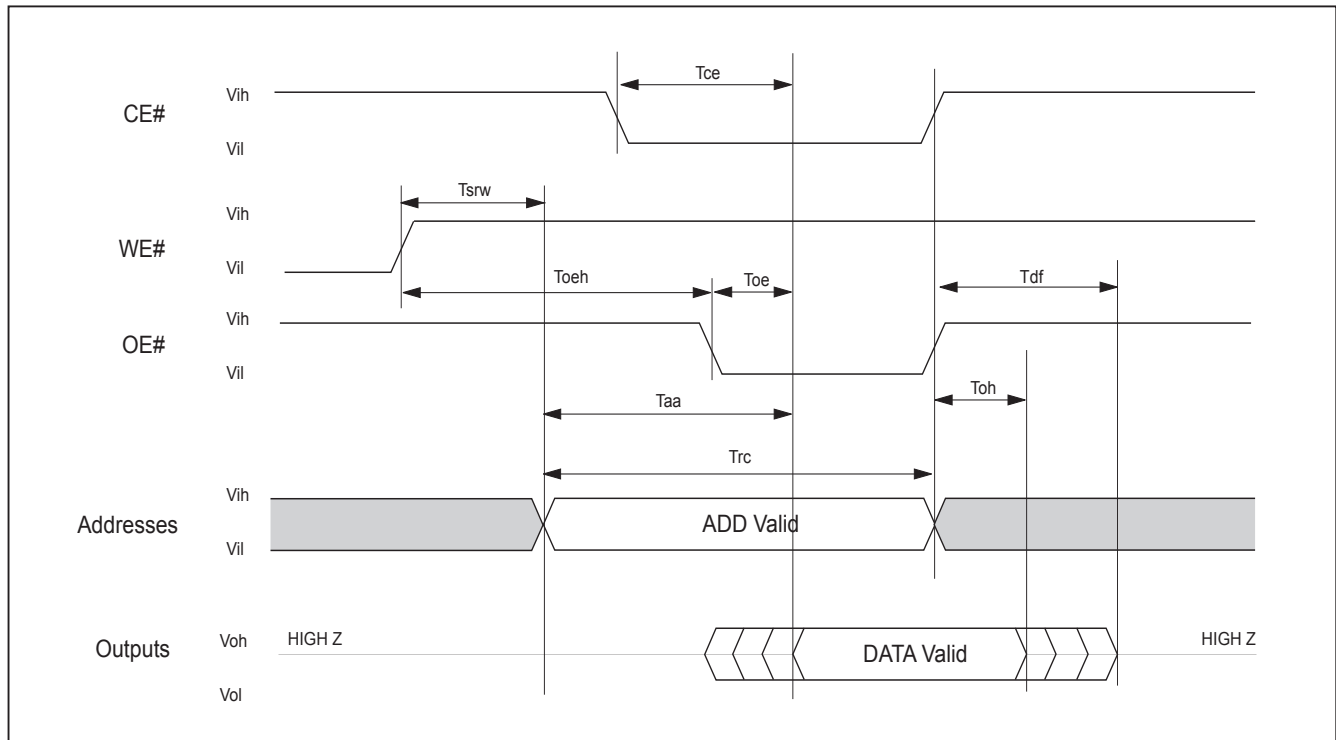 Tce
Vih
CE#
Vil
Tsrw
Vih
WE#
Vil
Toeh
Toe
Tdf
Vih
OE#
Vil
Taa
Toh
Trc
Vih
Addresses
ADD Valid
Vil
Voh
HIGH Z
HIGH Z
Outputs
DATA Valid
Vol